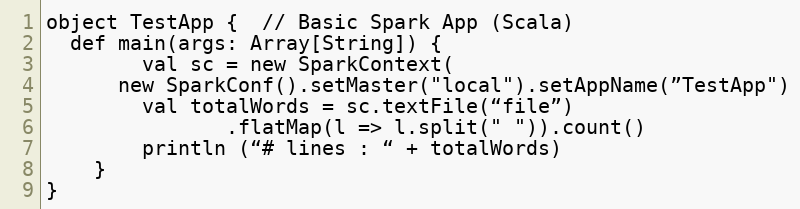 1 object TestApp {  // Basic Spark App (Scala)
2   def main(args: Array[String]) {
3         val sc = new SparkContext(
4       new SparkConf().setMaster("local").setAppName(”TestApp")
5         val totalWords = sc.textFile(“file”)
6                .flatMap(l => l.split(" ")).count()
7         println (“# lines : “ + totalWords)
8     }
9 }